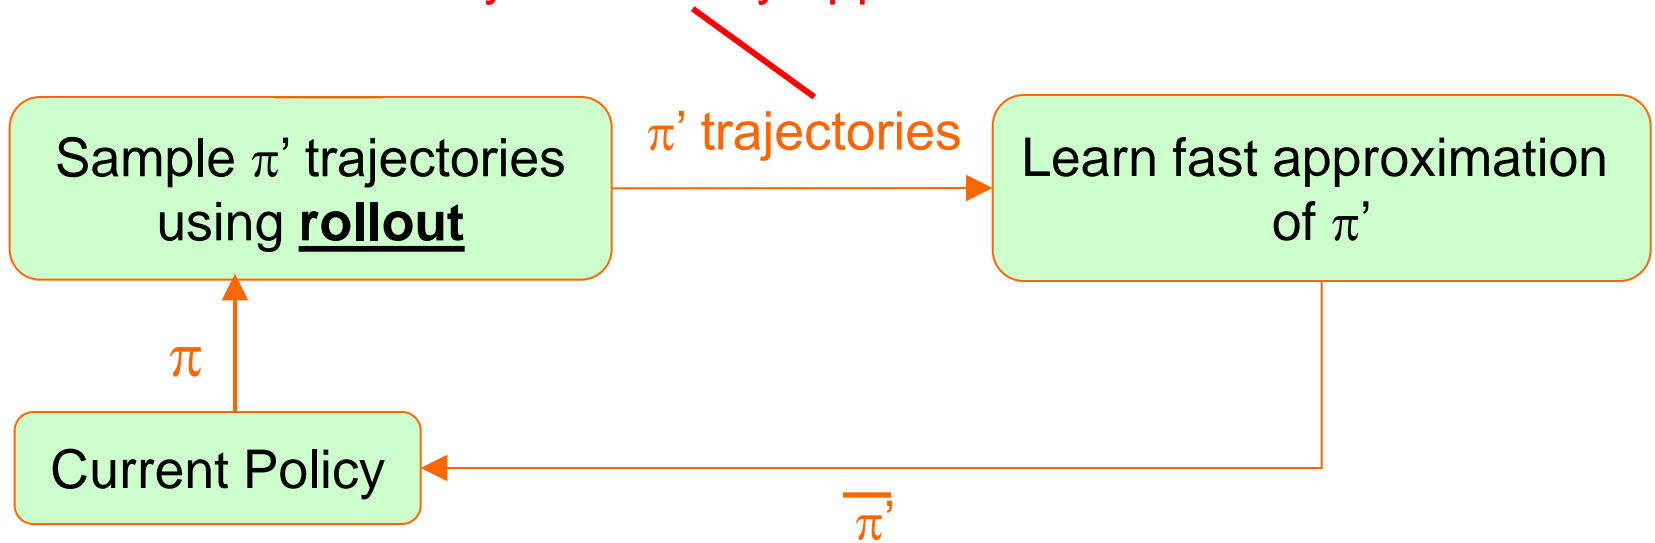 π’ trajectories
Sample π’ trajectories
using rollout
Learn fast approximation
of π’
π
Current Policy
π’